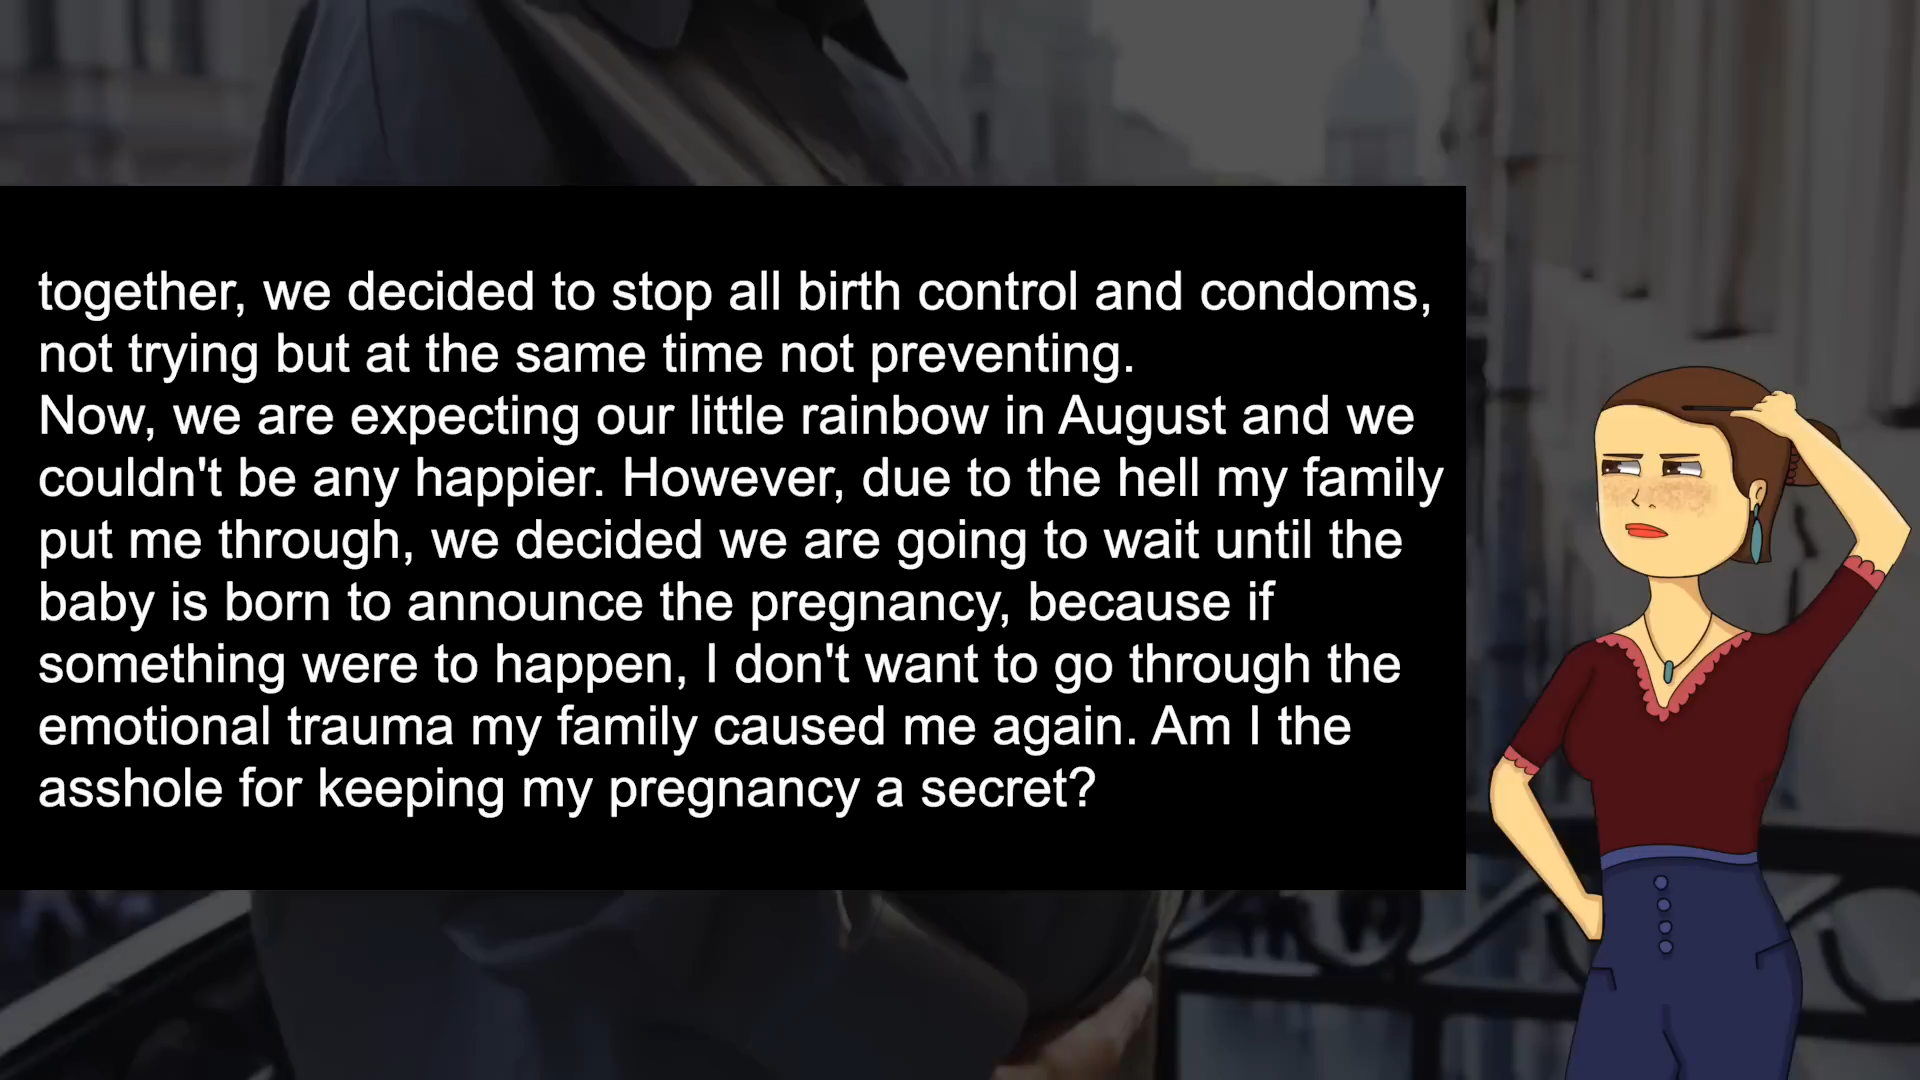 together, we decided to stop all birth control and condoms,
not trying but at the same time not preventing.
Now, we are expecting our little rainbow in August and we
couldn't be any happier. However, due to the hell my family
put me through, we decided we are going to wait until the
baby is born to announce the pregnancy, because if
something were to happen, I don't want to go through the
emotional trauma my family caused me again. Am I the
asshole for keeping my pregnancy a secret?